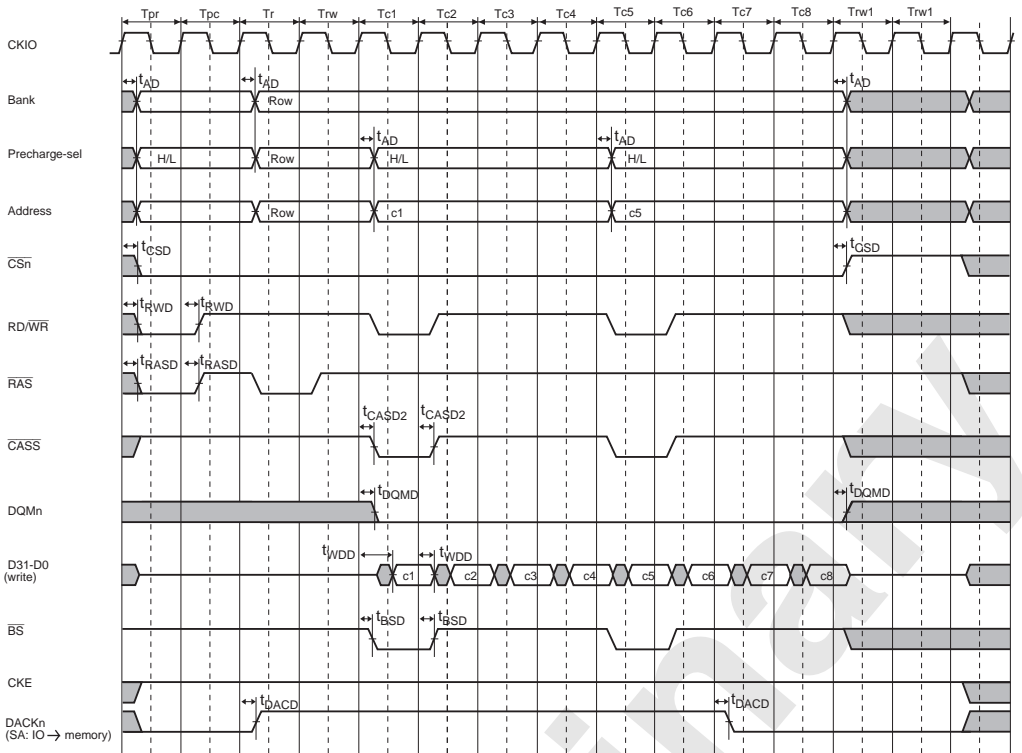 Tpr Tpc Tr Trw Tc1 Tc2 Tc3 Tc4 Tc5 Tc6 Tc7 Tc8 Trw1 Trw1
CKIO
tAD tAD tAD
Bank Row
tAD tAD
Precharge-sel H/L Row H/L H/L
Address Row c1 c5
tCSD tCSD
CSn
tRWD tRWD
RD/WR
tRASD tRASD
RAS
tCASD2 tCASD2
CASS
tDQMD tDQMD
DQMn
tWDD tWDD
D31-D0 c1 c2 c3 c4 c5 c6 c7 c8
(write)
tBSD tBSD
BS
CKE
tDACD tDACD
DACKn
(SA: IO → memory)
inary